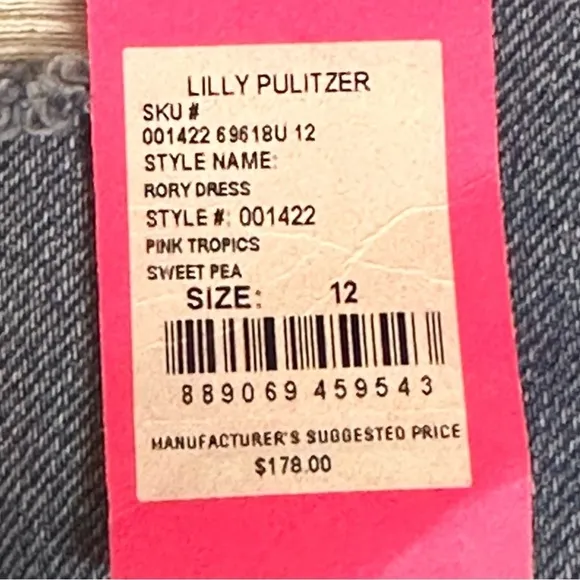 LILLY PULITZER
SKU #
001422 69618U 12
STYLE NAME:
RORY DRESS
STYLE #: 001422
PINK TROPICS
SWEET PEA
SIZE: 12
889069 459543
MANUFACTURER'S SUGGESTED PRICE
$178.00